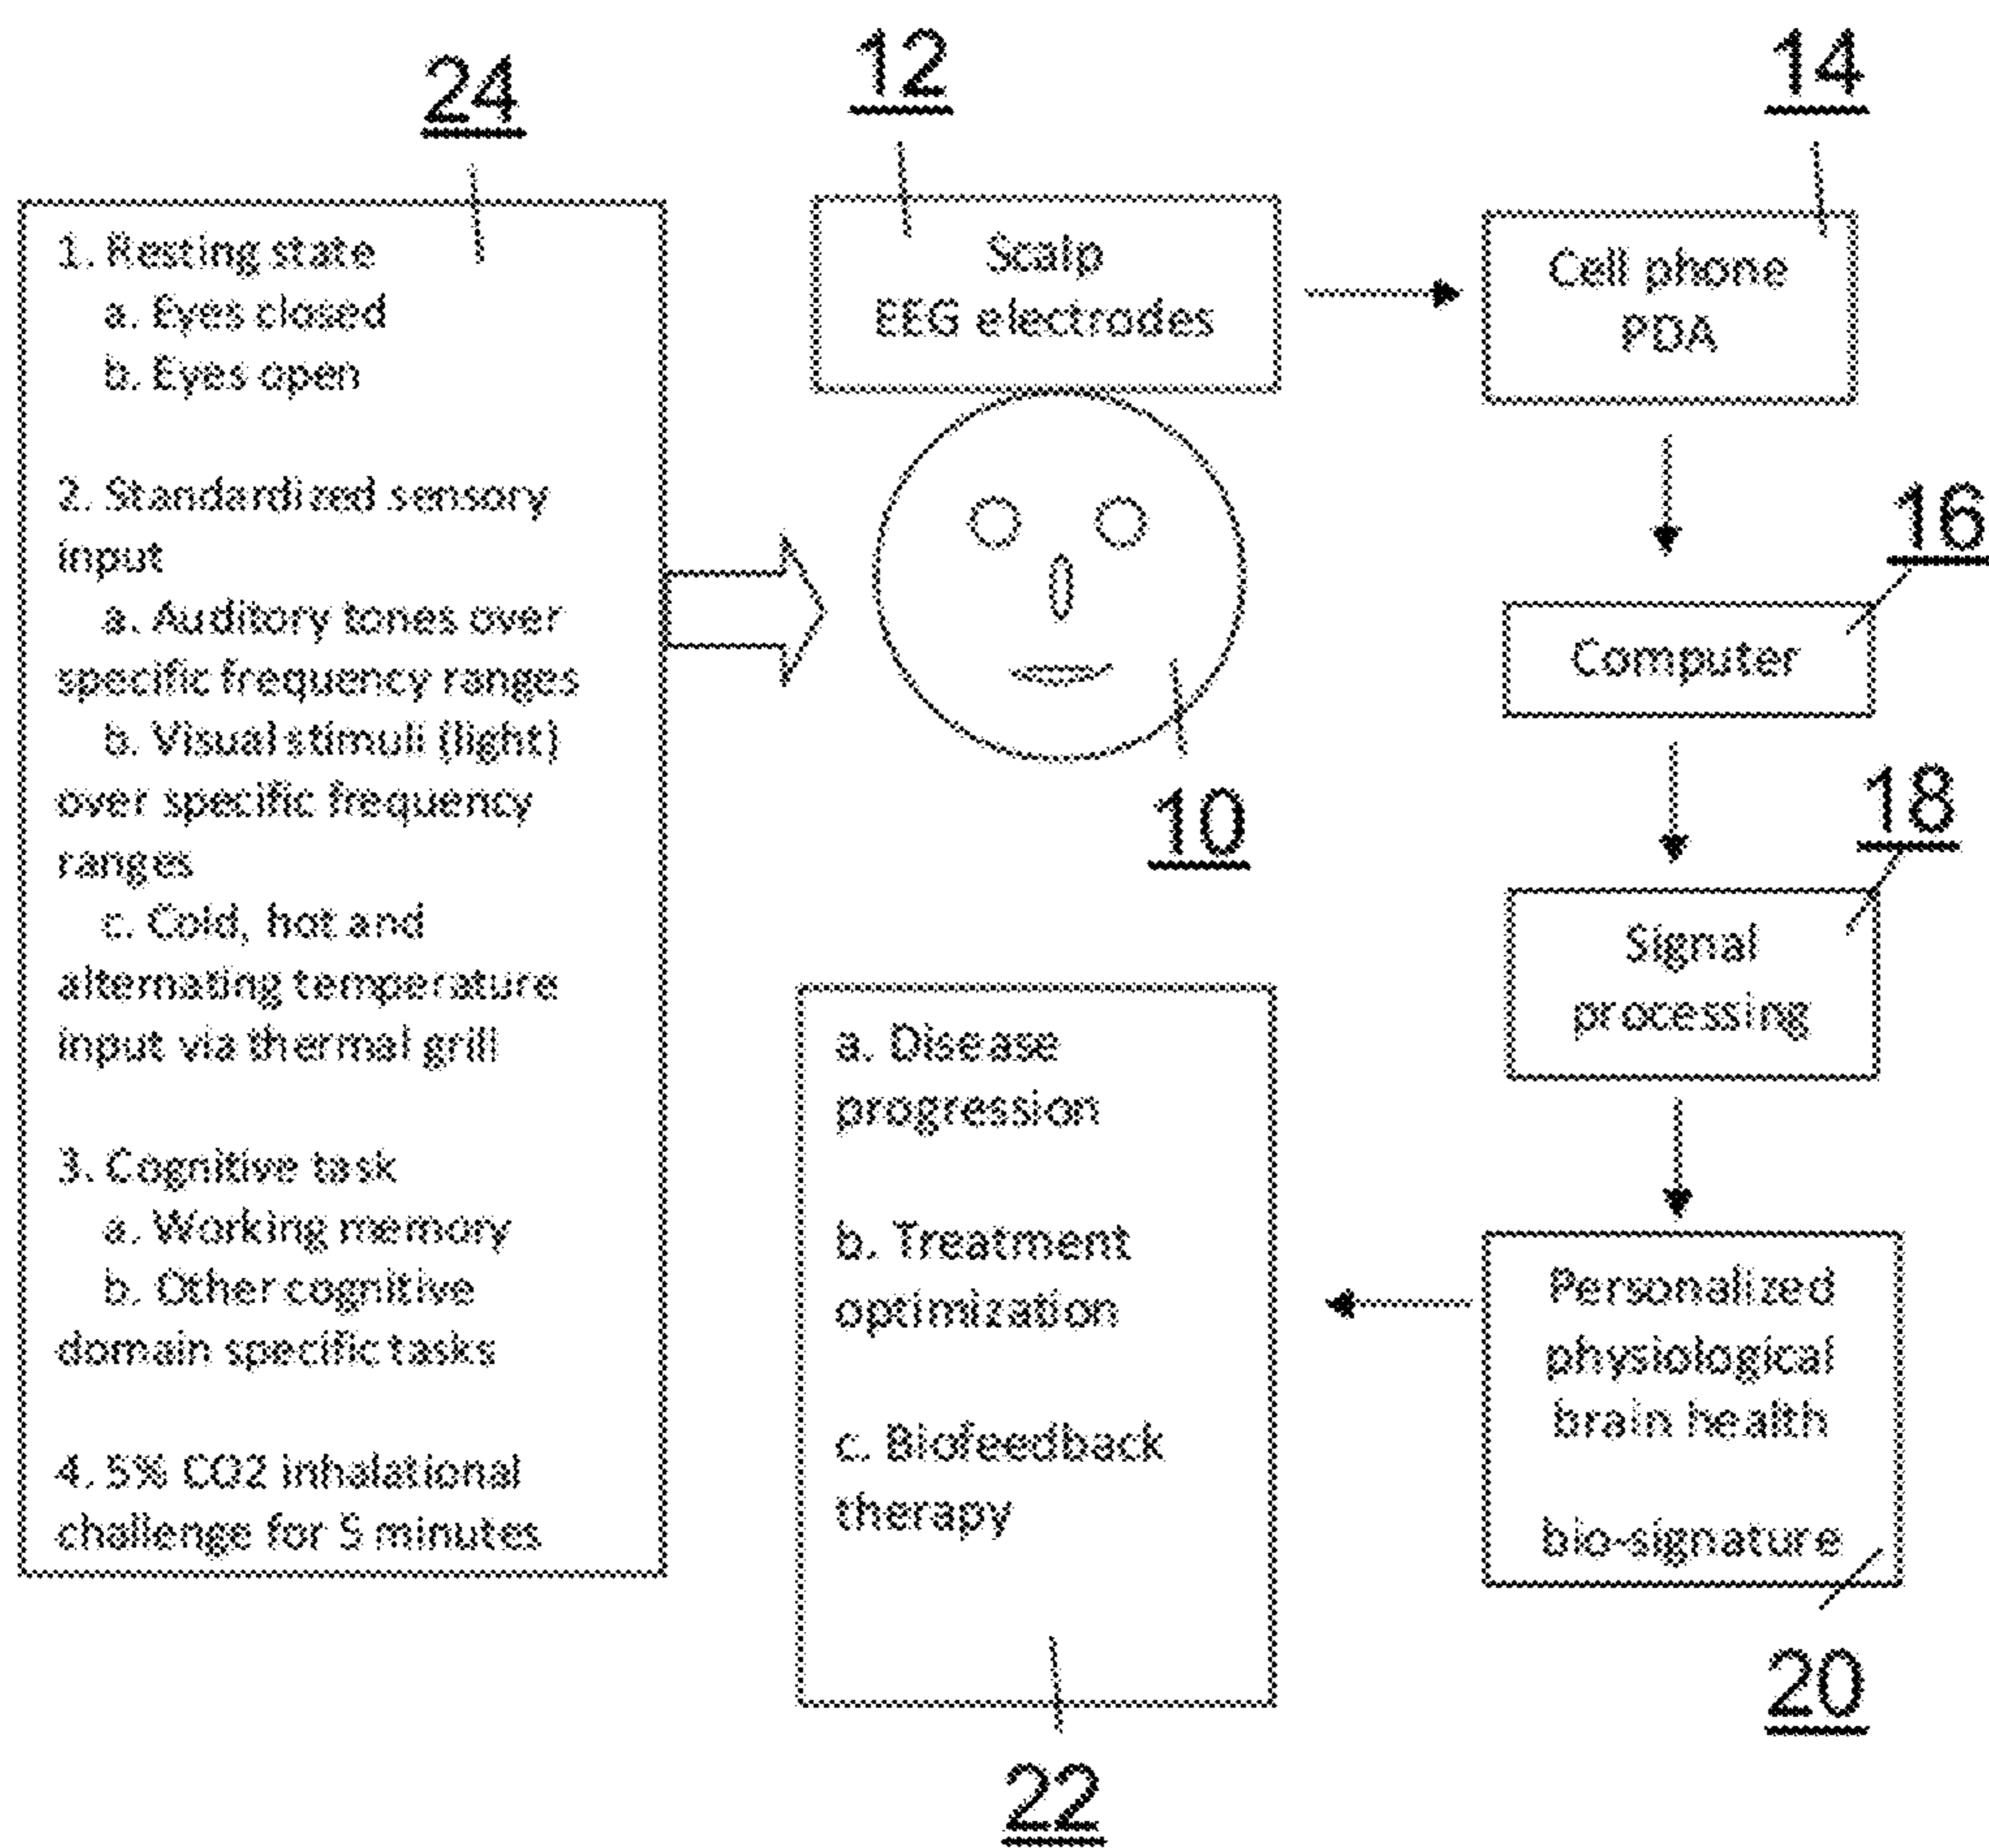 24
12
14
1. Resting state
a. Eyes closed
b. Eyes open
2. Standardized sensory
input
a. Auditory tones over
specific frequency ranges
b. Visual stimuli (light)
over specific frequency
ranges
c. Cold, hot and
alternating temperature
input via thermal grill
3. Cognitive task
a. Working memory
b. Other cognitive
domain specific tasks
4. 5% CO2 inhalational
challenge for 5 minutes
Scalp
EEG electrodes
10
Cell phone
PDA
16
Computer
18
Signal
processing
Personalized
physiological
brain health
bio-signature
20
a. Disease
progression
b. Treatment
optimization
c. Biofeedback
therapy
22